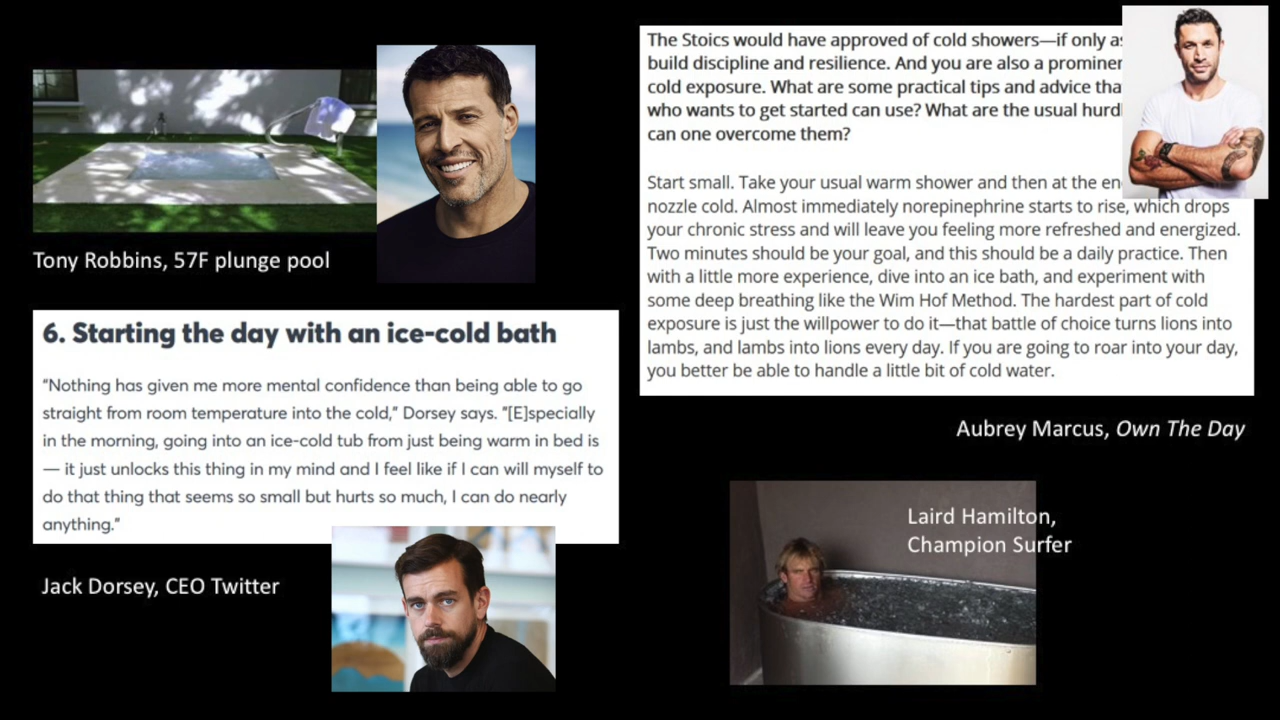 Tony Robbins, 57F plunge pool
6. Starting the day with an ice-cold bath
"Nothing has given me more mental confidence than being able to go
straight from room temperature into the cold," Dorsey says. "[E]specially
in the morning, going into an ice-cold tub from just being warm in bed is
— it just unlocks this thing in my mind and I feel like if I can will myself to
do that thing that seems so small but hurts so much, I can do nearly
anything."
Jack Dorsey, CEO Twitter
The Stoics would have approved of cold showers—if only as
build discipline and resilience. And you are also a
cold exposure. What are some practical tips and advice
who wants to get started can use? What are the usual
can one overcome them?
Start small. Take your usual warm shower and then at the
nozzle cold. Almost immediately norepinephrine starts to rise, which drops
your chronic stress and will leave you feeling more refreshed and energized.
Two minutes should be your goal, and this should be a daily practice. Then
with a little more experience, dive into an ice bath, and experiment with
some deep breathing like the Wim Hof Method. The hardest part of cold
exposure is just the willpower to do it—that battle of choice turns lions into
lambs, and lambs into lions every day. If you are going to roar into your day,
you better be able to handle a little bit of cold water.
Aubrey Marcus, Own The Day
Laird Hamilton,
Champion Surfer